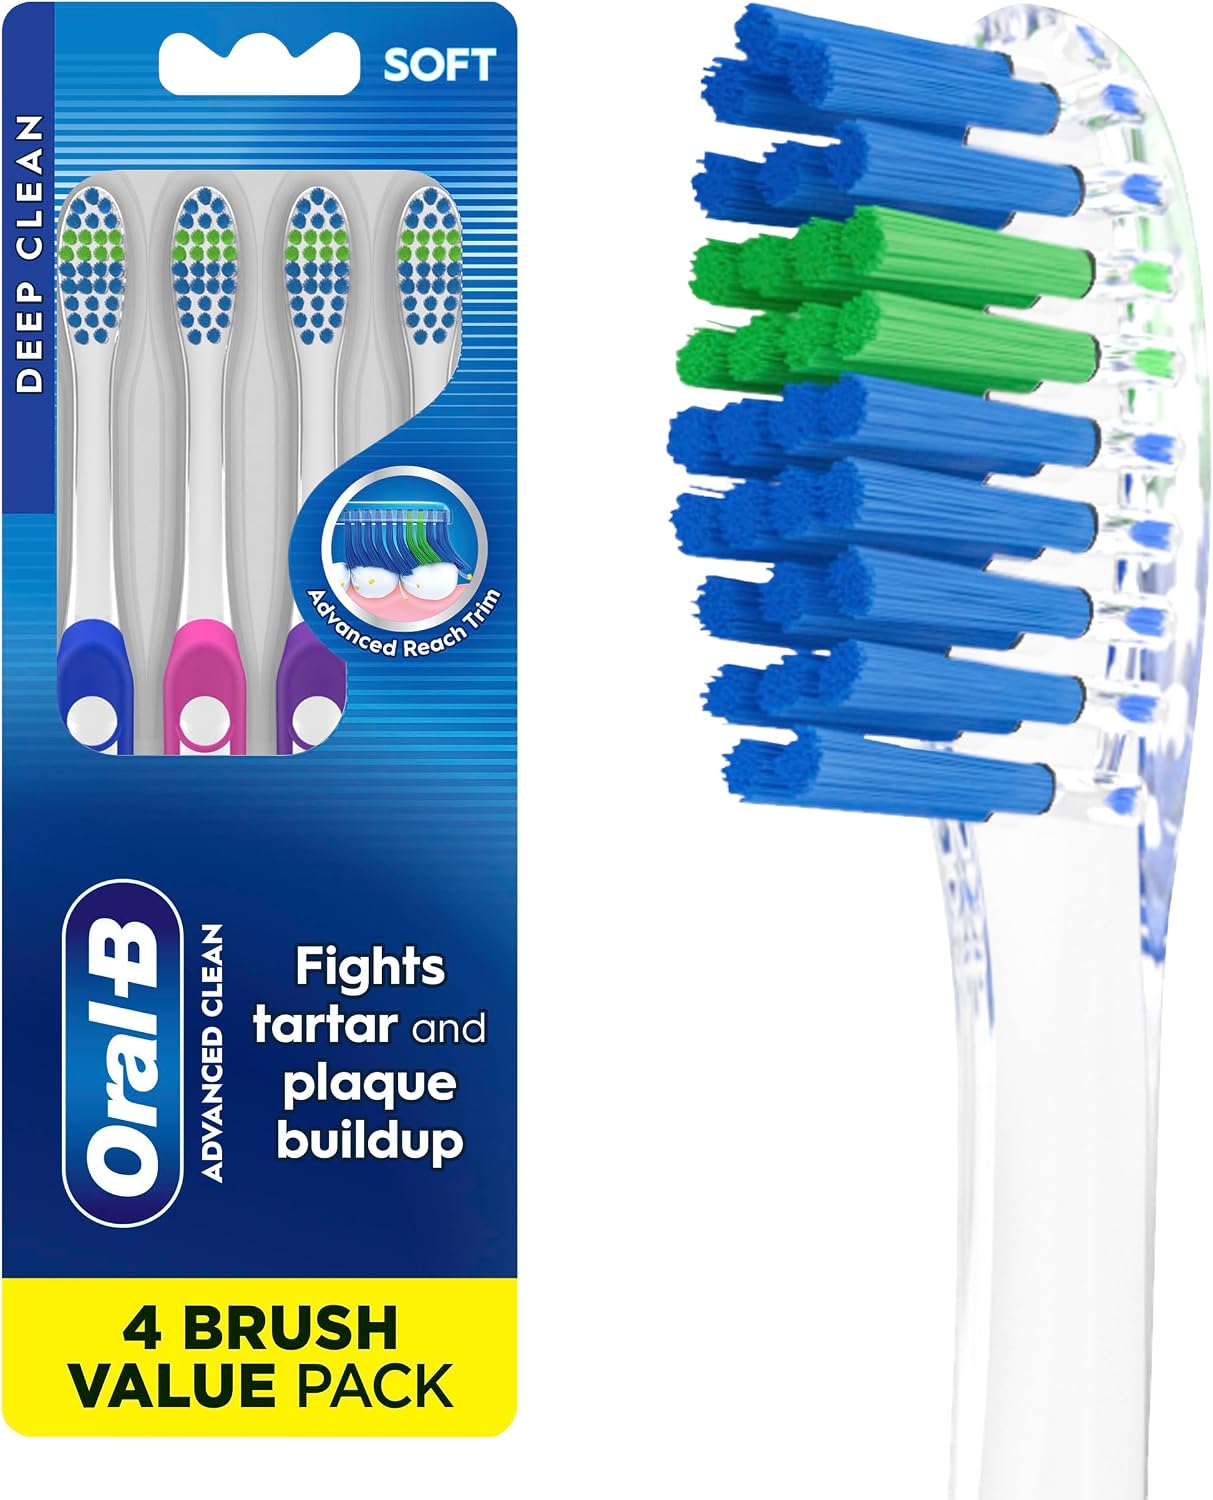 SOFT
DEEP CLEAN
Advanced Reach Trim
Oral-B
ADVANCED CLEAN
Fights
tartar and
plaque
buildup
4 BRUSH
VALUE PACK